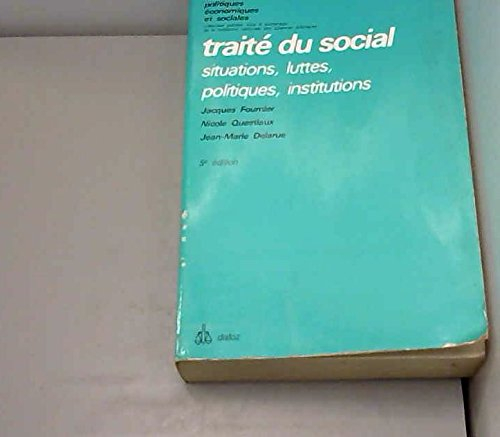 politiques
économiques
et sociales
traité du social
situations, luttes,
politiques, institutions
Jacques Fournier
Nicole Questiaux
Jean-Marie Delarue
5e édition
dalloz